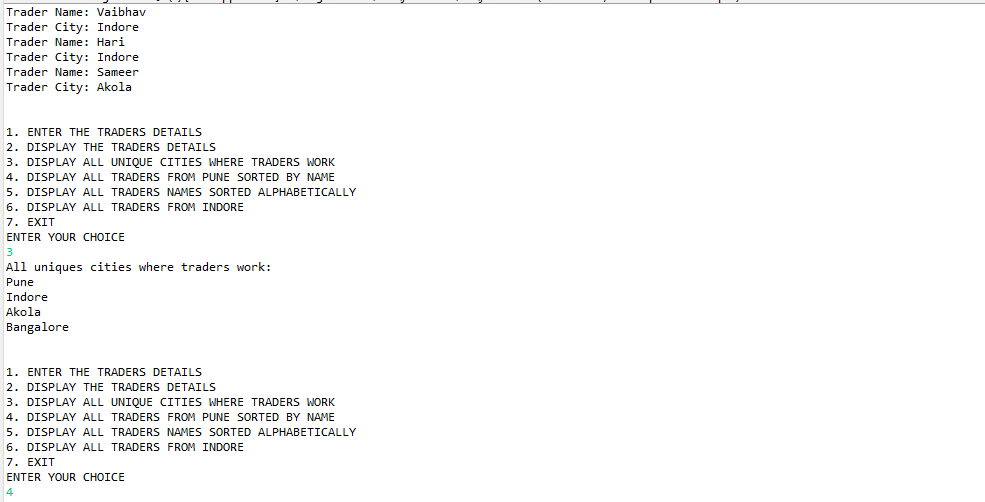 Trader Name: Vaibhav
Trader City: Indore
Trader Name: Hari
Trader City: Indore
Trader Name: Sameer
Trader City: Akola
1. ENTER THE TRADERS DETAILS
2. DISPLAY THE TRADERS DETAILS
3. DISPLAY ALL UNIQUE CITIES WHERE TRADERS WORK
4. DISPLAY ALL TRADERS FROM PUNE SORTED BY NAME
5. DISPLAY ALL TRADERS NAMES SORTED ALPHABETICALLY
6. DISPLAY ALL TRADERS FROM INDORE
7. EXIT
ENTER YOUR CHOICE
3
All uniques cities where traders work:
Pune
Indore
Akola
Bangalore
1. ENTER THE TRADERS DETAILS
2. DISPLAY THE TRADERS DETAILS
3. DISPLAY ALL UNIQUE CITIES WHERE TRADERS WORK
4. DISPLAY ALL TRADERS FROM PUNE SORTED BY NAME
5. DISPLAY ALL TRADERS NAMES SORTED ALPHABETICALLY
6. DISPLAY ALL TRADERS FROM INDORE
7. EXIT
ENTER YOUR CHOICE
4